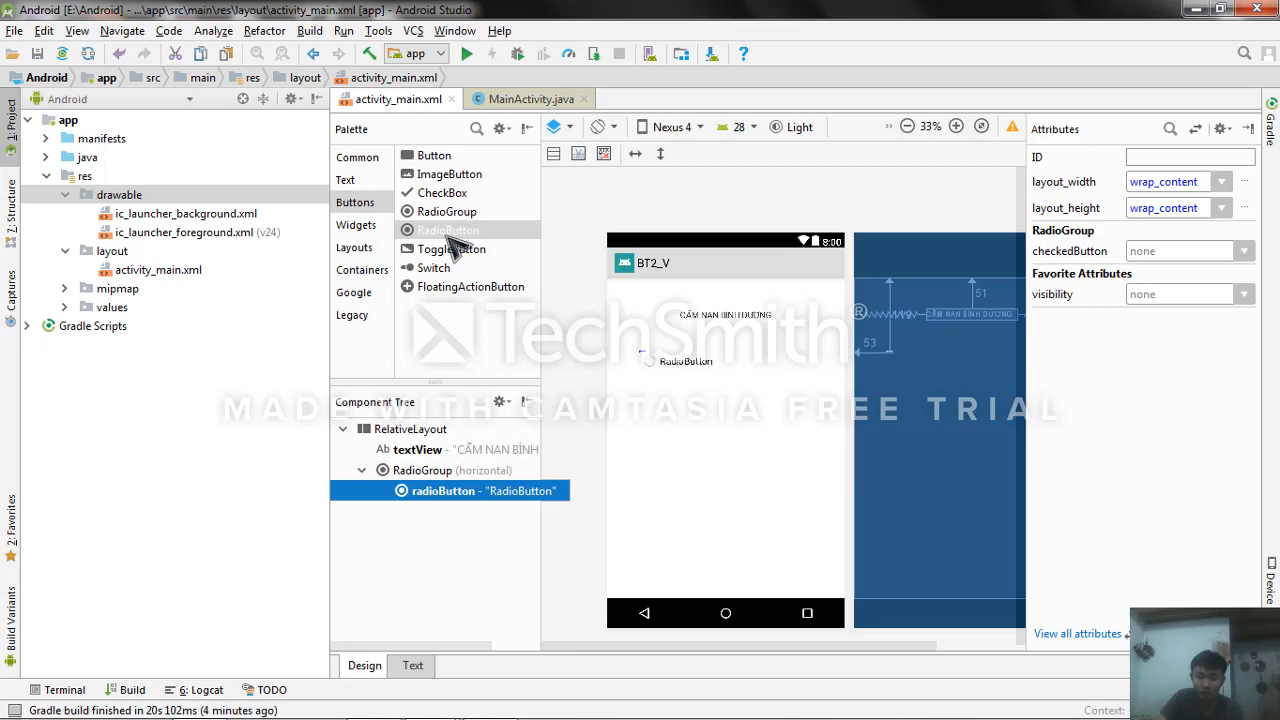 Android [E:\Android] - ...\app\src\main\res\layout\activity_main.xml [app] - Android Studio
File Edit View Navigate Code Analyze Refactor Build Run Tools VCS Window Help
app
Android app src main res layout activity_main.xml
1: Project
Z: Structure
Captures
2: Favorites
Build Variants
Android
app
manifests
java
res
drawable
ic_launcher_background.xml
ic_launcher_foreground.xml (v24)
layout
activity_main.xml
mipmap
values
Gradle Scripts
activity_main.xml MainActivity.java
Palette
Common
Text
Buttons
Widgets
Layouts
Containers
Google
Legacy
Button
ImageButton
CheckBox
RadioGroup
RadioButton
ToggleButton
Switch
FloatingActionButton
Component Tree
RelativeLayout
Ab textView - "CẨM NAN BÌNH
RadioGroup (horizontal)
radioButton - "RadioButton"
Nexus 4 28 Light 33%
8:00
BT2_V
CẨM NAN BÌNH DƯƠNG
RadioButton
51
CẨM NAN BÌNH DƯƠNG
53
Attributes
ID
layout_width wrap_content
layout_height wrap_content
RadioGroup
checkedButton none
Favorite Attributes
visibility none
View all attributes
Gradle
Device
TechSmith®
MADE WITH CAMTASIA FREE TRIAL
Design Text
Terminal Build 6: Logcat TODO
Gradle build finished in 20s 102ms (4 minutes ago)
Context: